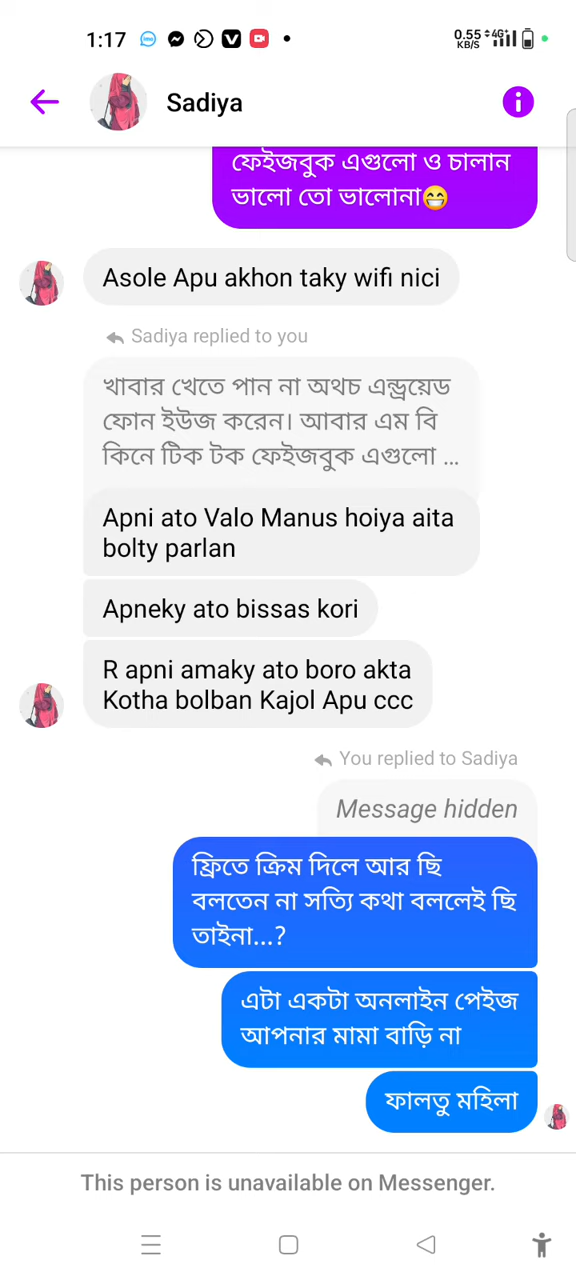 1:17
0.55 KB/S 4G+
Sadiya
ফেইজবুক এগুলো ও চালান
ভালো তো ভালোনা😁
Asole Apu akhon taky wifi nici
Sadiya replied to you
খাবার খেতে পান না অথচ এন্ড্রয়েড
ফোন ইউজ করেন। আবার এম বি
কিনে টিক টক ফেইজবুক এগুলো ...
Apni ato Valo Manus hoiya aita
bolty parlan
Apneky ato bissas kori
R apni amaky ato boro akta
Kotha bolban Kajol Apu ccc
You replied to Sadiya
Message hidden
ফ্রিতে ক্রিম দিলে আর ছি
বলতেন না সত্যি কথা বললেই ছি
তাইনা...?
এটা একটা অনলাইন পেইজ
আপনার মামা বাড়ি না
ফালতু মহিলা
This person is unavailable on Messenger.